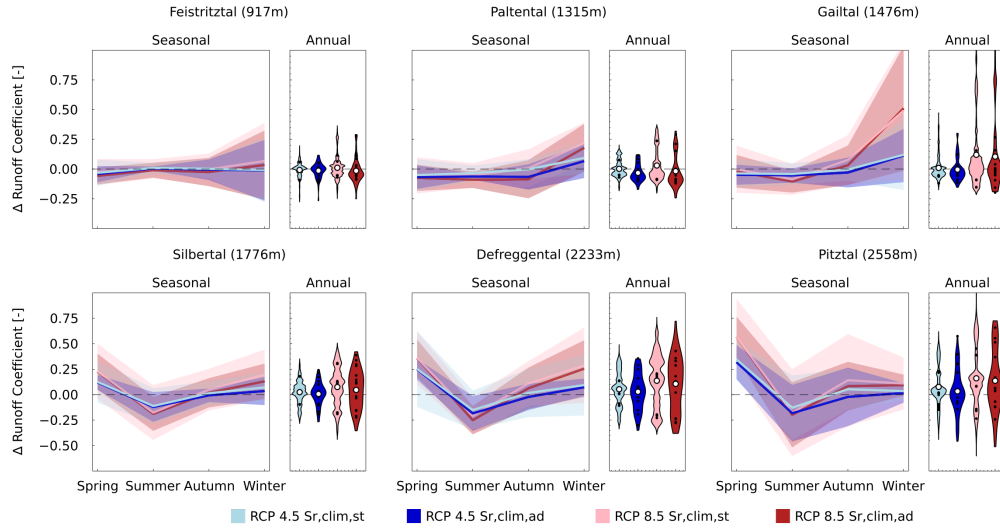 Feistritztal (917m)
Paltental (1315m)
Gailtal (1476m)
Seasonal
Annual
Seasonal
Annual
Seasonal
Annual
Δ Runoff Coefficient [-]
0.75
0.50
0.25
0.00
−0.25
Silbertal (1776m)
Defreggental (2233m)
Pitztal (2558m)
Seasonal
Annual
Seasonal
Annual
Seasonal
Annual
Δ Runoff Coefficient [-]
0.75
0.50
0.25
0.00
−0.25
−0.50
Spring Summer Autumn Winter
Spring Summer Autumn Winter
Spring Summer Autumn Winter
RCP 4.5 Sr,clim,st
RCP 4.5 Sr,clim,ad
RCP 8.5 Sr,clim,st
RCP 8.5 Sr,clim,ad